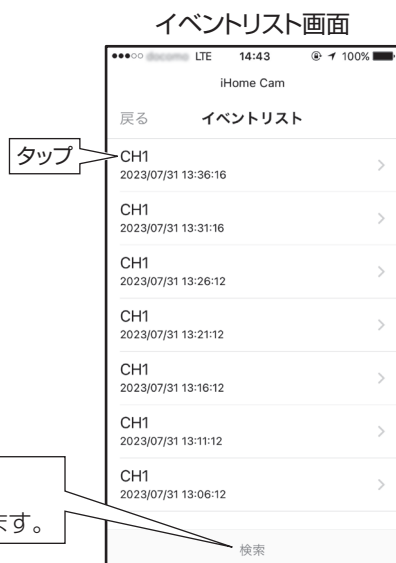 イベントリスト画面
LTE 14:43 100%
iHome Cam
戻る イベントリスト
タップ
CH1
2023/07/31 13:36:16
CH1
2023/07/31 13:31:16
CH1
2023/07/31 13:26:12
CH1
2023/07/31 13:21:12
CH1
2023/07/31 13:16:12
CH1
2023/07/31 13:11:12
CH1
2023/07/31 13:06:12
ます。
検索